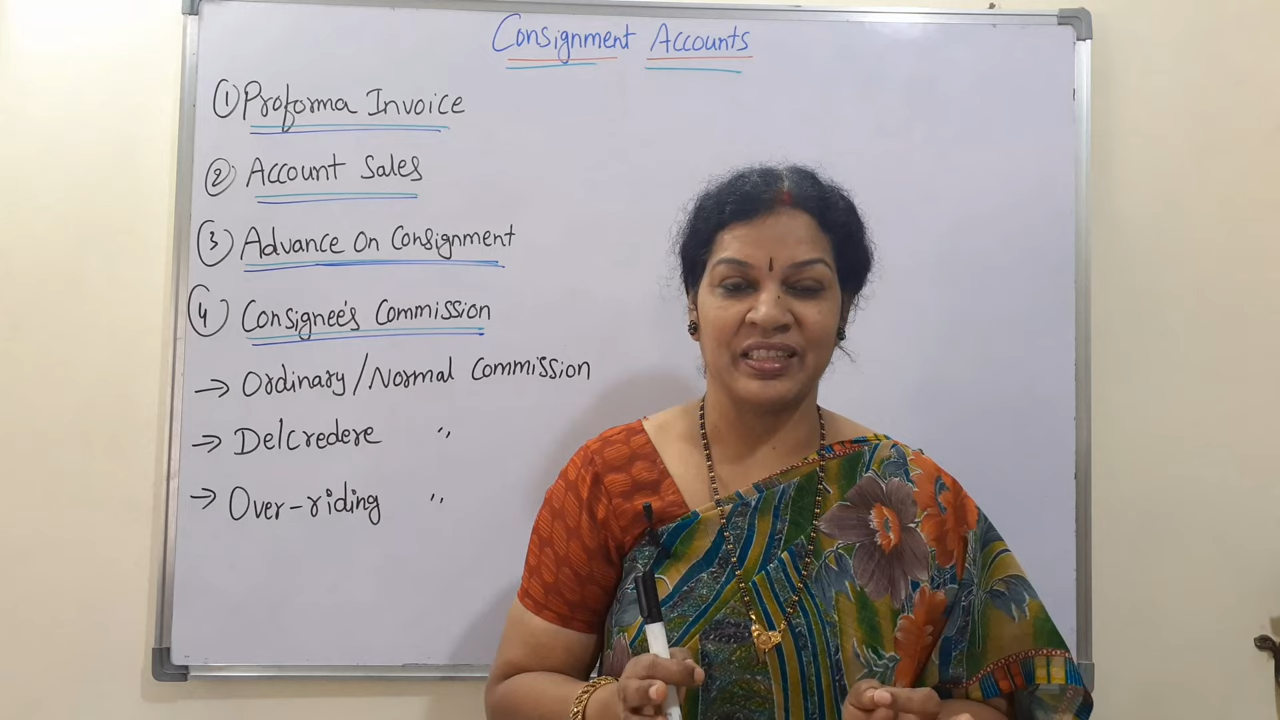 Consignment Accounts
① Proforma Invoice
② Account Sales
③ Advance On Consignment
④ Consignee's Commission
→ Ordinary/Normal Commission
→ Delcredere "
→ Over-riding "